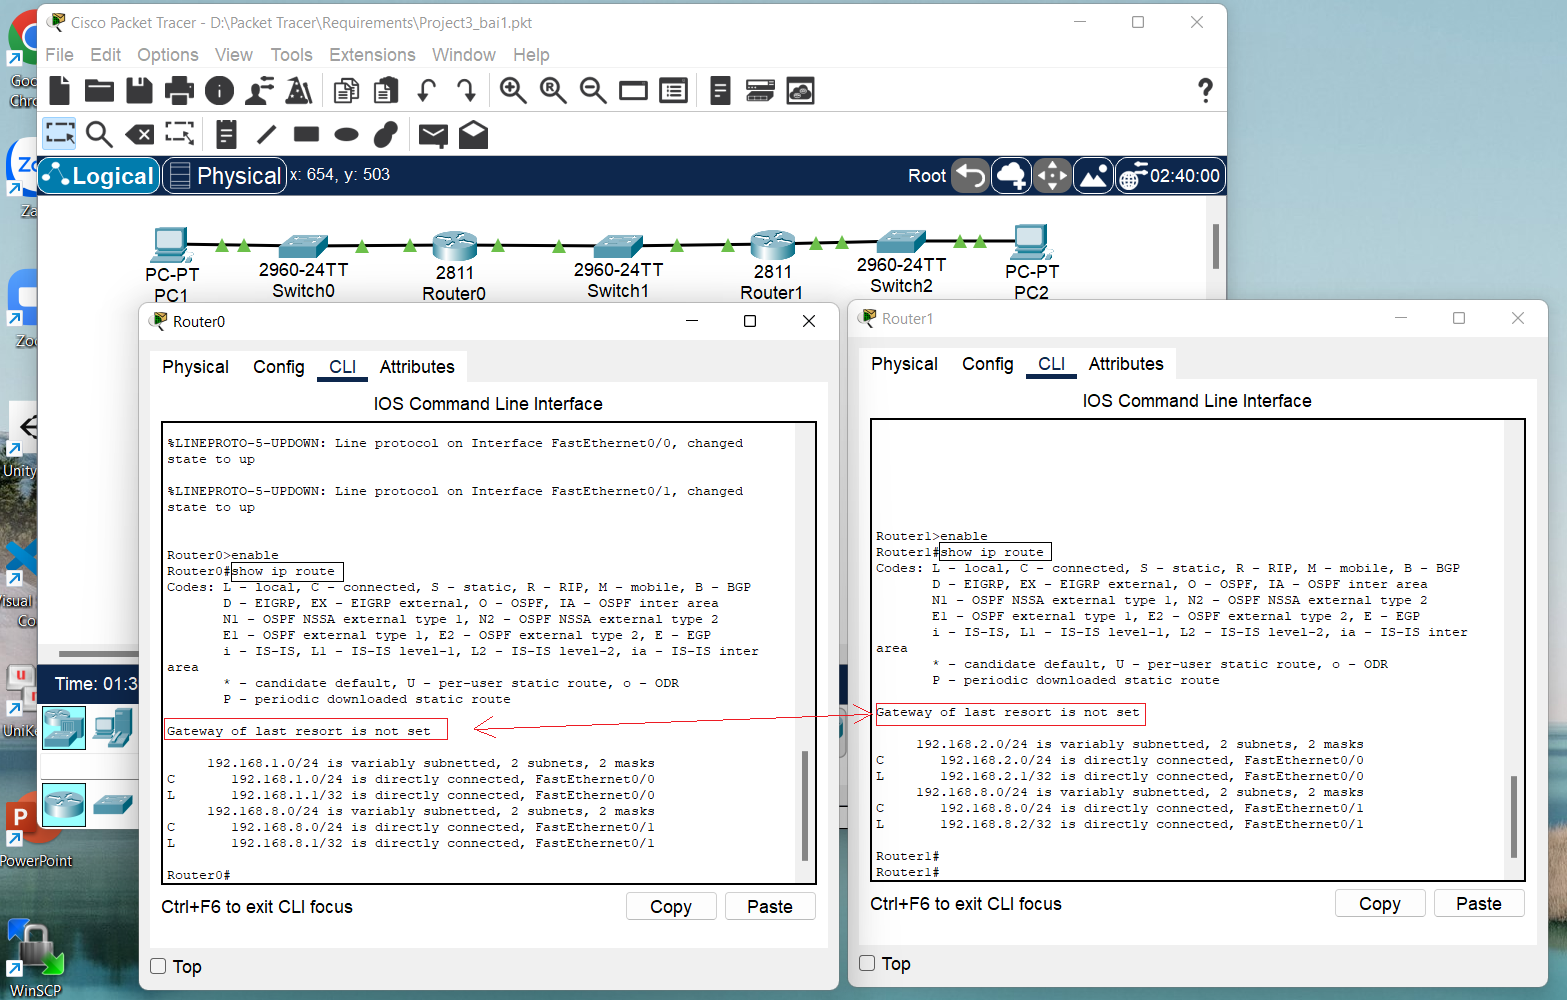 Cisco Packet Tracer - D:\Packet Tracer\Requirements\Project3_bai1.pkt
File Edit Options View Tools Extensions Window Help
Logical Physical x: 654, y: 503 Root 02:40:00
PC-PT
PC1
2960-24TT
Switch0
2811
Router0
2960-24TT
Switch1
2811
Router1
2960-24TT
Switch2
PC-PT
PC2
Router0
Physical Config CLI Attributes
IOS Command Line Interface
%LINEPROTO-5-UPDOWN: Line protocol on Interface FastEthernet0/0, changed
state to up
%LINEPROTO-5-UPDOWN: Line protocol on Interface FastEthernet0/1, changed
state to up
Router0>enable
Router0#show ip route
Codes: L - local, C - connected, S - static, R - RIP, M - mobile, B - BGP
D - EIGRP, EX - EIGRP external, O - OSPF, IA - OSPF inter area
N1 - OSPF NSSA external type 1, N2 - OSPF NSSA external type 2
E1 - OSPF external type 1, E2 - OSPF external type 2, E - EGP
i - IS-IS, L1 - IS-IS level-1, L2 - IS-IS level-2, ia - IS-IS inter
area
* - candidate default, U - per-user static route, o - ODR
P - periodic downloaded static route
Gateway of last resort is not set
192.168.1.0/24 is variably subnetted, 2 subnets, 2 masks
C 192.168.1.0/24 is directly connected, FastEthernet0/0
L 192.168.1.1/32 is directly connected, FastEthernet0/0
192.168.8.0/24 is variably subnetted, 2 subnets, 2 masks
C 192.168.8.0/24 is directly connected, FastEthernet0/1
L 192.168.8.1/32 is directly connected, FastEthernet0/1
Router0#
Ctrl+F6 to exit CLI focus
Copy Paste
Top
Router1
Physical Config CLI Attributes
IOS Command Line Interface
Router1>enable
Router1#show ip route
Codes: L - local, C - connected, S - static, R - RIP, M - mobile, B - BGP
D - EIGRP, EX - EIGRP external, O - OSPF, IA - OSPF inter area
N1 - OSPF NSSA external type 1, N2 - OSPF NSSA external type 2
E1 - OSPF external type 1, E2 - OSPF external type 2, E - EGP
i - IS-IS, L1 - IS-IS level-1, L2 - IS-IS level-2, ia - IS-IS inter
area
* - candidate default, U - per-user static route, o - ODR
P - periodic downloaded static route
Gateway of last resort is not set
192.168.2.0/24 is variably subnetted, 2 subnets, 2 masks
C 192.168.2.0/24 is directly connected, FastEthernet0/0
L 192.168.2.1/32 is directly connected, FastEthernet0/0
192.168.8.0/24 is variably subnetted, 2 subnets, 2 masks
C 192.168.8.0/24 is directly connected, FastEthernet0/1
L 192.168.8.2/32 is directly connected, FastEthernet0/1
Router1#
Router1#
Ctrl+F6 to exit CLI focus
Copy Paste
Top
Time: 01:3
Goo
Chro
Za
Zoo
Unity
isual
Co
UniKe
PowerPoint
WinSCP